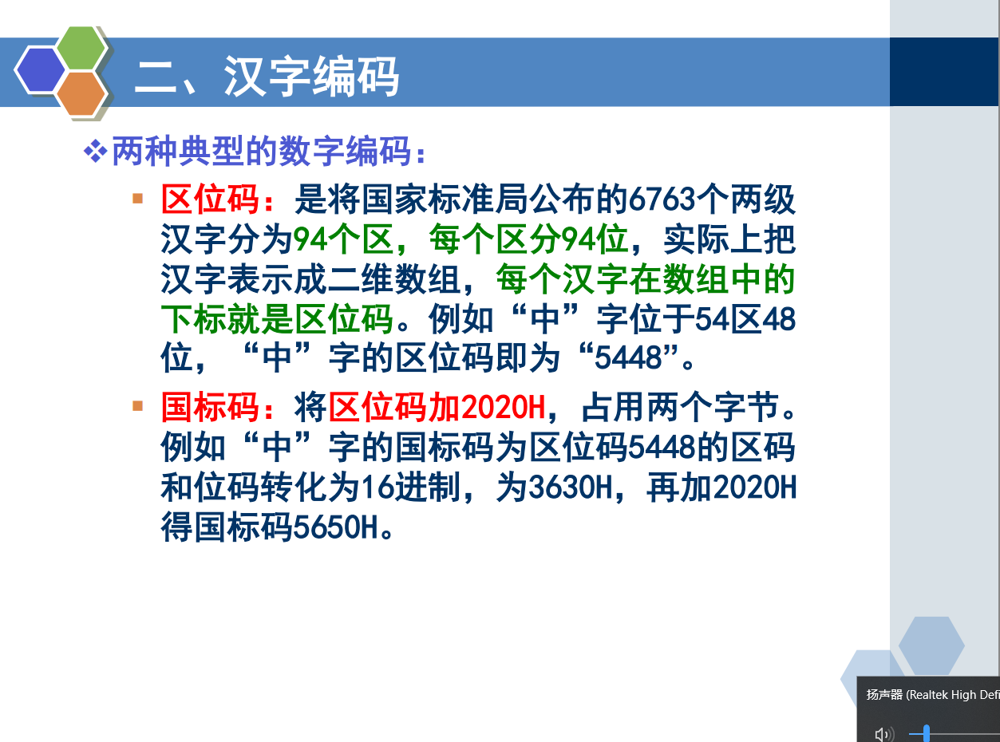 二、汉字编码
两种典型的数字编码：
区位码：是将国家标准局公布的6763个两级
汉字分为94个区，每个区分94位，实际上把
汉字表示成二维数组，每个汉字在数组中的
下标就是区位码。例如“中”字位于54区48
位，“中”字的区位码即为“5448”。
国标码：将区位码加2020H，占用两个字节。
例如“中”字的国标码为区位码5448的区码
和位码转化为16进制，为3630H，再加2020H
得国标码5650H。
扬声器 (Realtek High Defi